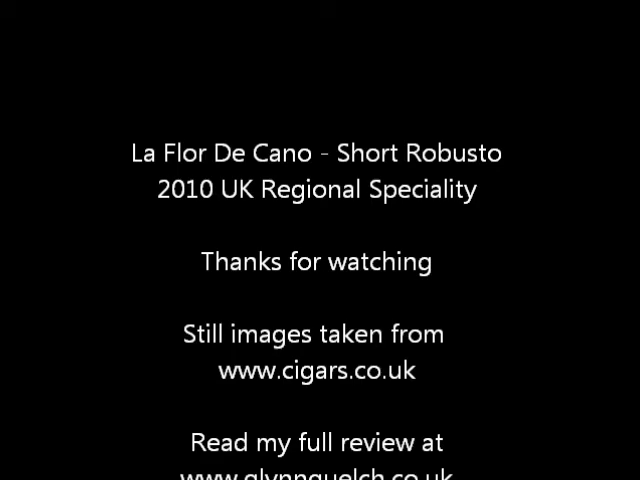 La Flor De Cano - Short Robusto
2010 UK Regional Speciality
Thanks for watching
Still images taken from
www.cigars.co.uk
Read my full review at
www.glynnquelch.co.uk